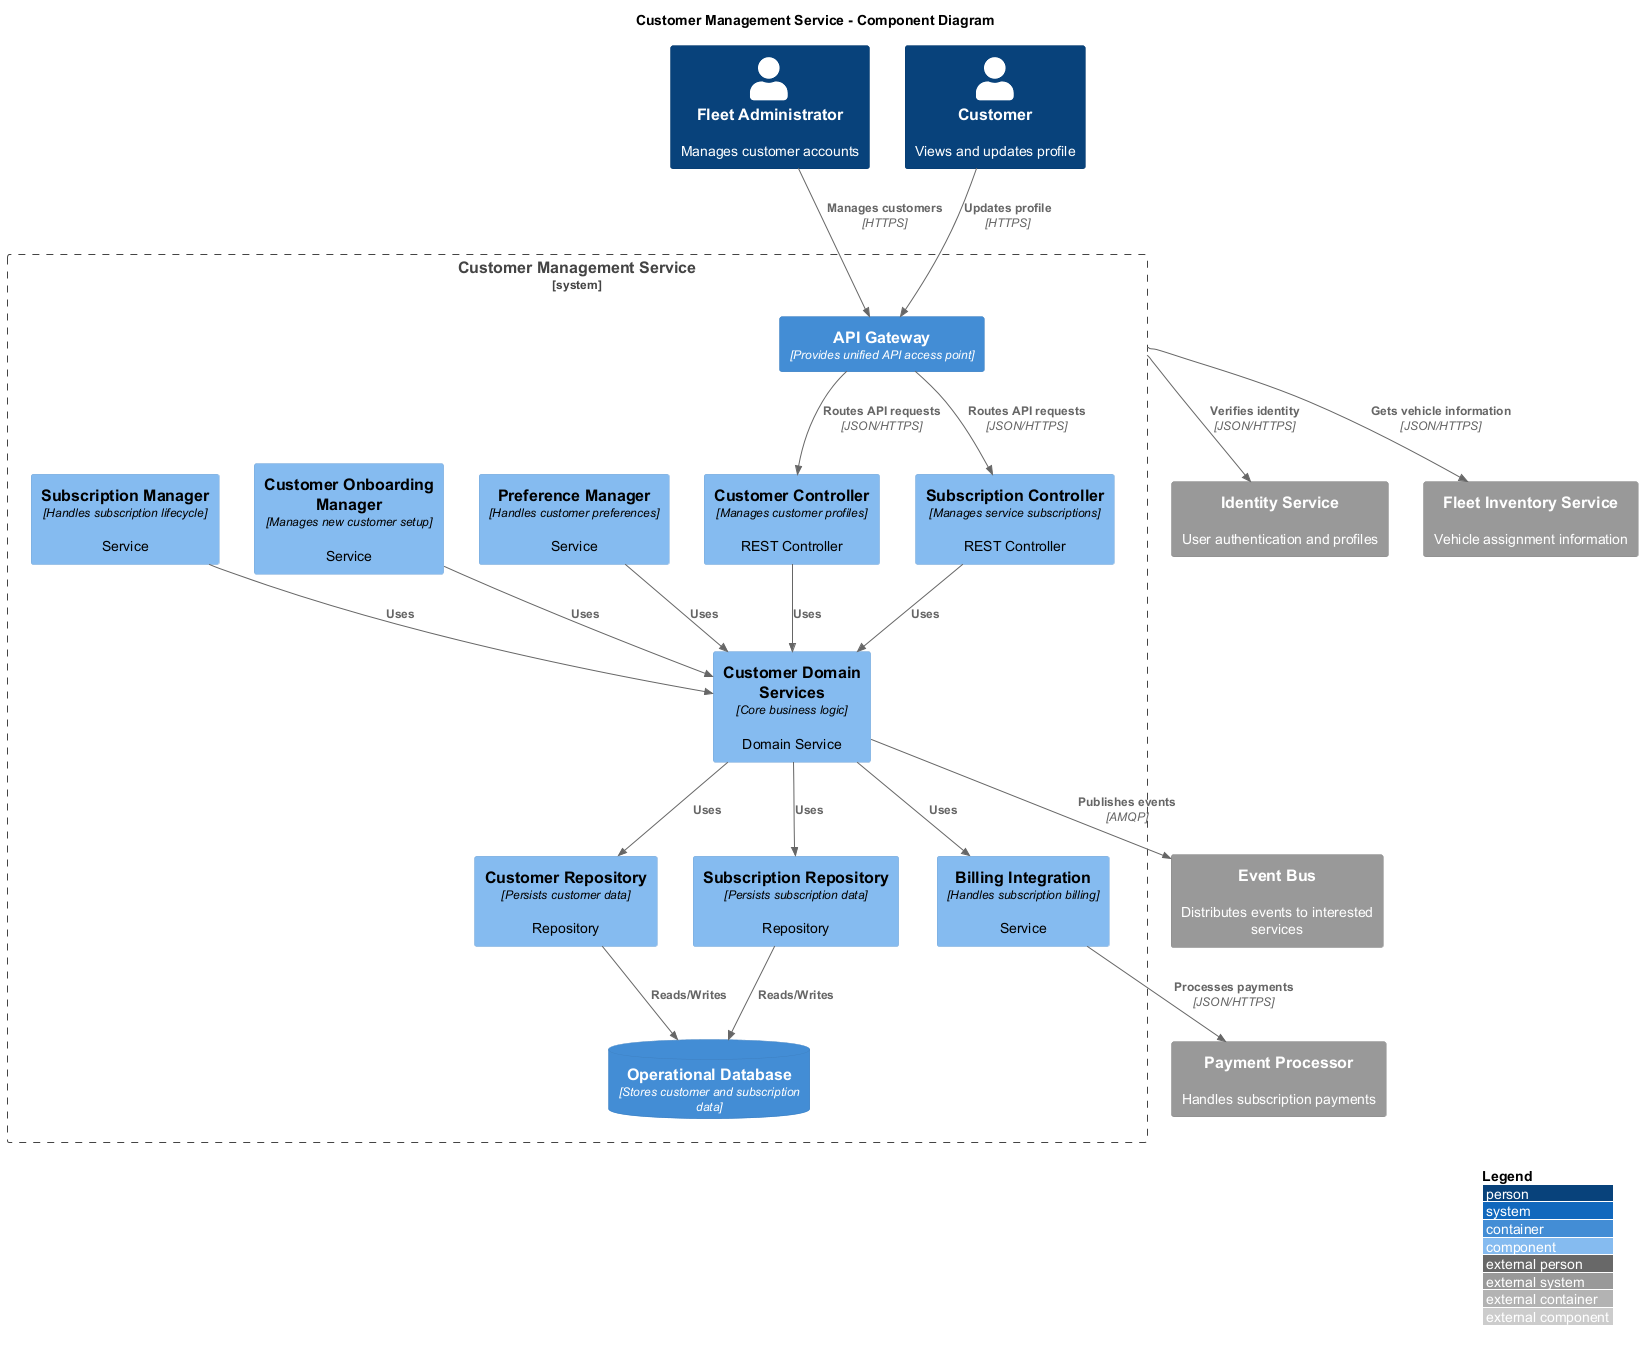 Customer Management Service - Component Diagram
Fleet Administrator
Manages customer accounts
Customer
Views and updates profile
Manages customers
[HTTPS]
Updates profile
[HTTPS]
Customer Management Service
[system]
API Gateway
[Provides unified API access point]
Routes API requests
[JSON/HTTPS]
Routes API requests
[JSON/HTTPS]
Verifies identity
[JSON/HTTPS]
Gets vehicle information
[JSON/HTTPS]
Subscription Manager
[Handles subscription lifecycle]
Service
Customer Onboarding
Manager
[Manages new customer setup]
Service
Preference Manager
[Handles customer preferences]
Service
Customer Controller
[Manages customer profiles]
REST Controller
Subscription Controller
[Manages service subscriptions]
REST Controller
Identity Service
User authentication and profiles
Fleet Inventory Service
Vehicle assignment information
Uses
Uses
Uses
Uses
Uses
Customer Domain
Services
[Core business logic]
Domain Service
Uses
Uses
Uses
Publishes events
[AMQP]
Customer Repository
[Persists customer data]
Repository
Subscription Repository
[Persists subscription data]
Repository
Billing Integration
[Handles subscription billing]
Service
Event Bus
Distributes events to interested
services
Reads/Writes
Reads/Writes
Processes payments
[JSON/HTTPS]
Operational Database
[Stores customer and subscription
data]
Payment Processor
Handles subscription payments
Legend
person
system
container
component
external person
external system
external container
external component